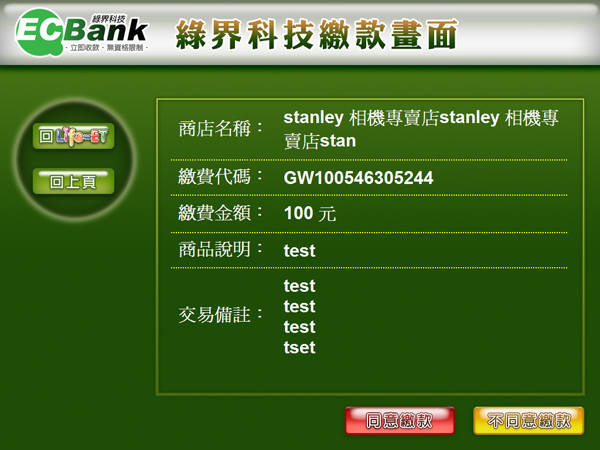 綠界科技
ECBank
·立即收款·無資格限制·
綠界科技繳款畫面
回Life-ET
回上頁
商店名稱：
stanley 相機專賣店stanley 相機專
賣店stan
繳費代碼：
GW100546305244
繳費金額：
100 元
商品說明：
test
交易備註：
test
test
test
tset
同意繳款
不同意繳款